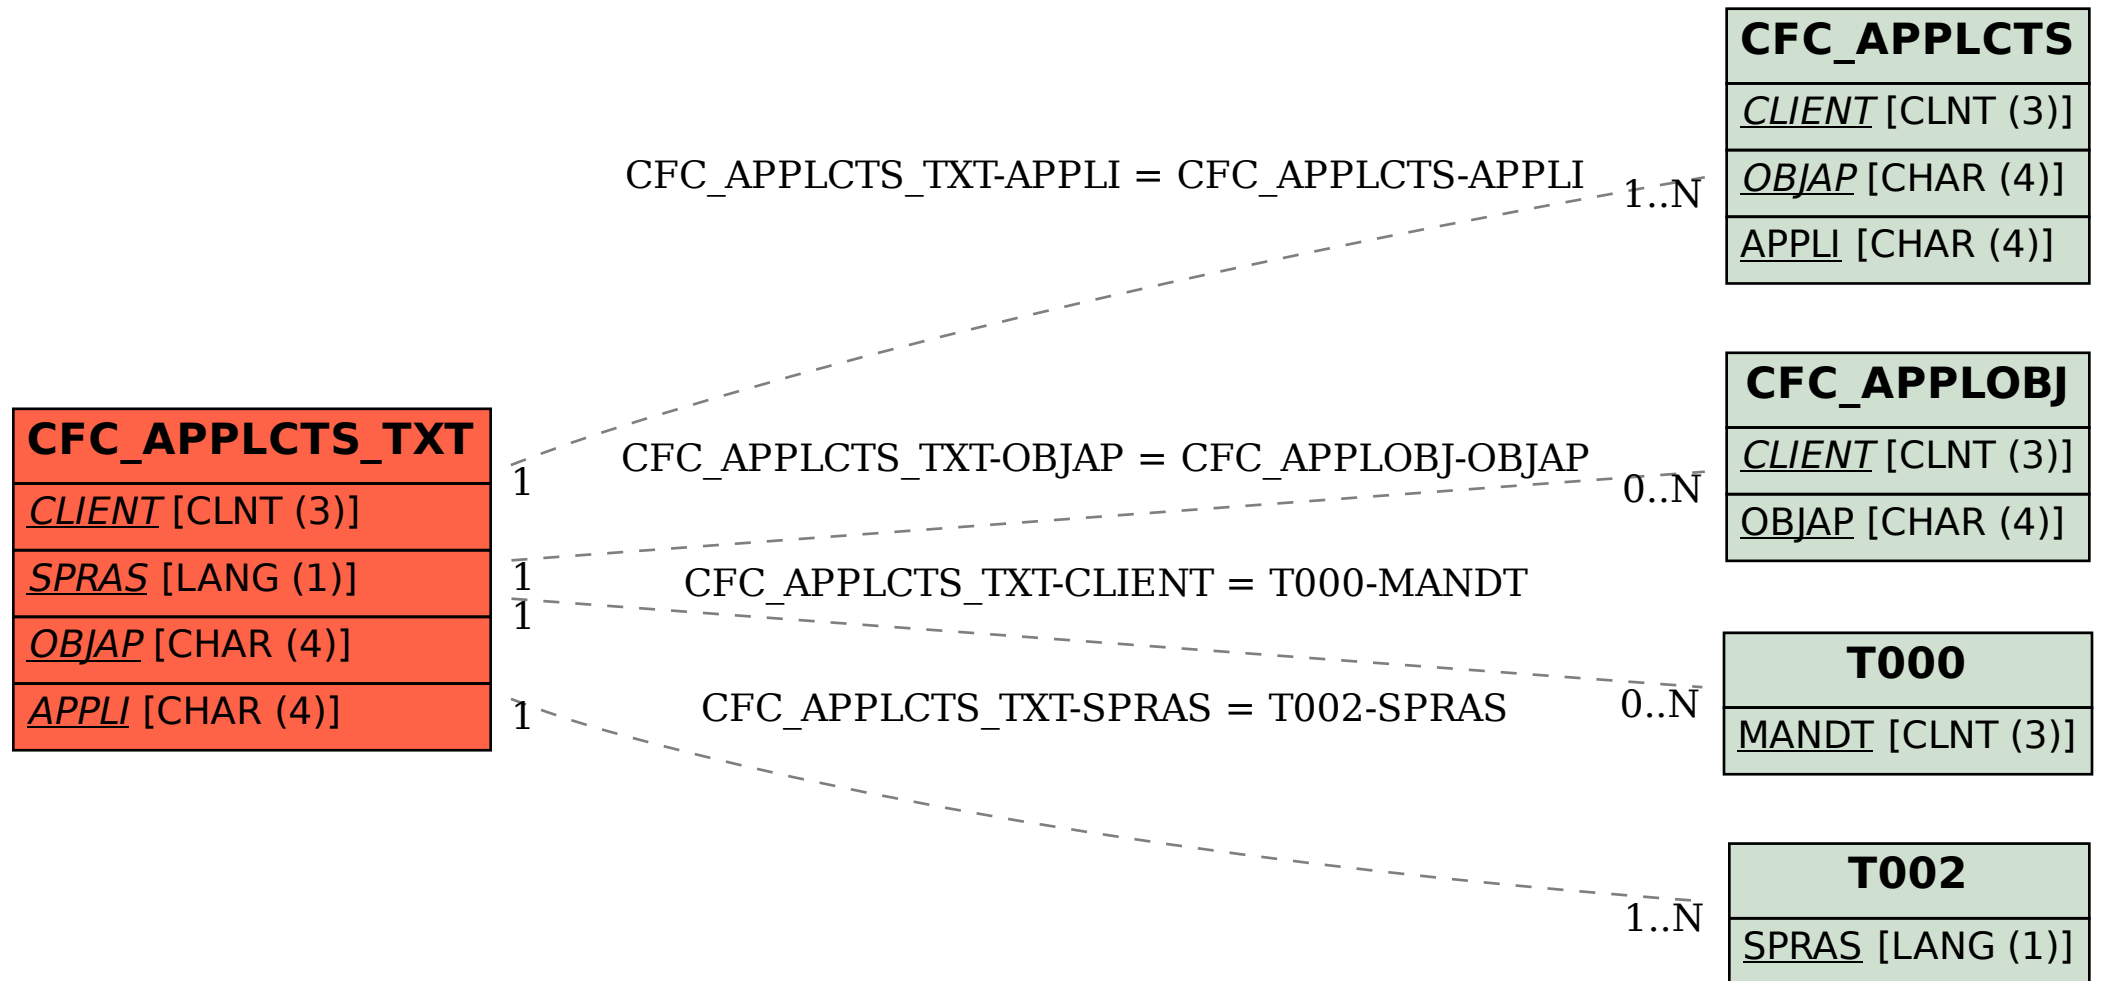 CFC_APPLCTS
CLIENT [CLNT (3)]
OBJAP [CHAR (4)]
APPLI [CHAR (4)]
CFC_APPLCTS_TXT-APPLI = CFC_APPLCTS-APPLI
1..N
CFC_APPLOBJ
CLIENT [CLNT (3)]
OBJAP [CHAR (4)]
CFC_APPLCTS_TXT
CLIENT [CLNT (3)]
SPRAS [LANG (1)]
OBJAP [CHAR (4)]
APPLI [CHAR (4)]
1
CFC_APPLCTS_TXT-OBJAP = CFC_APPLOBJ-OBJAP
0..N
1
CFC_APPLCTS_TXT-CLIENT = T000-MANDT
1
0..N
T000
MANDT [CLNT (3)]
1
CFC_APPLCTS_TXT-SPRAS = T002-SPRAS
1..N
T002
SPRAS [LANG (1)]